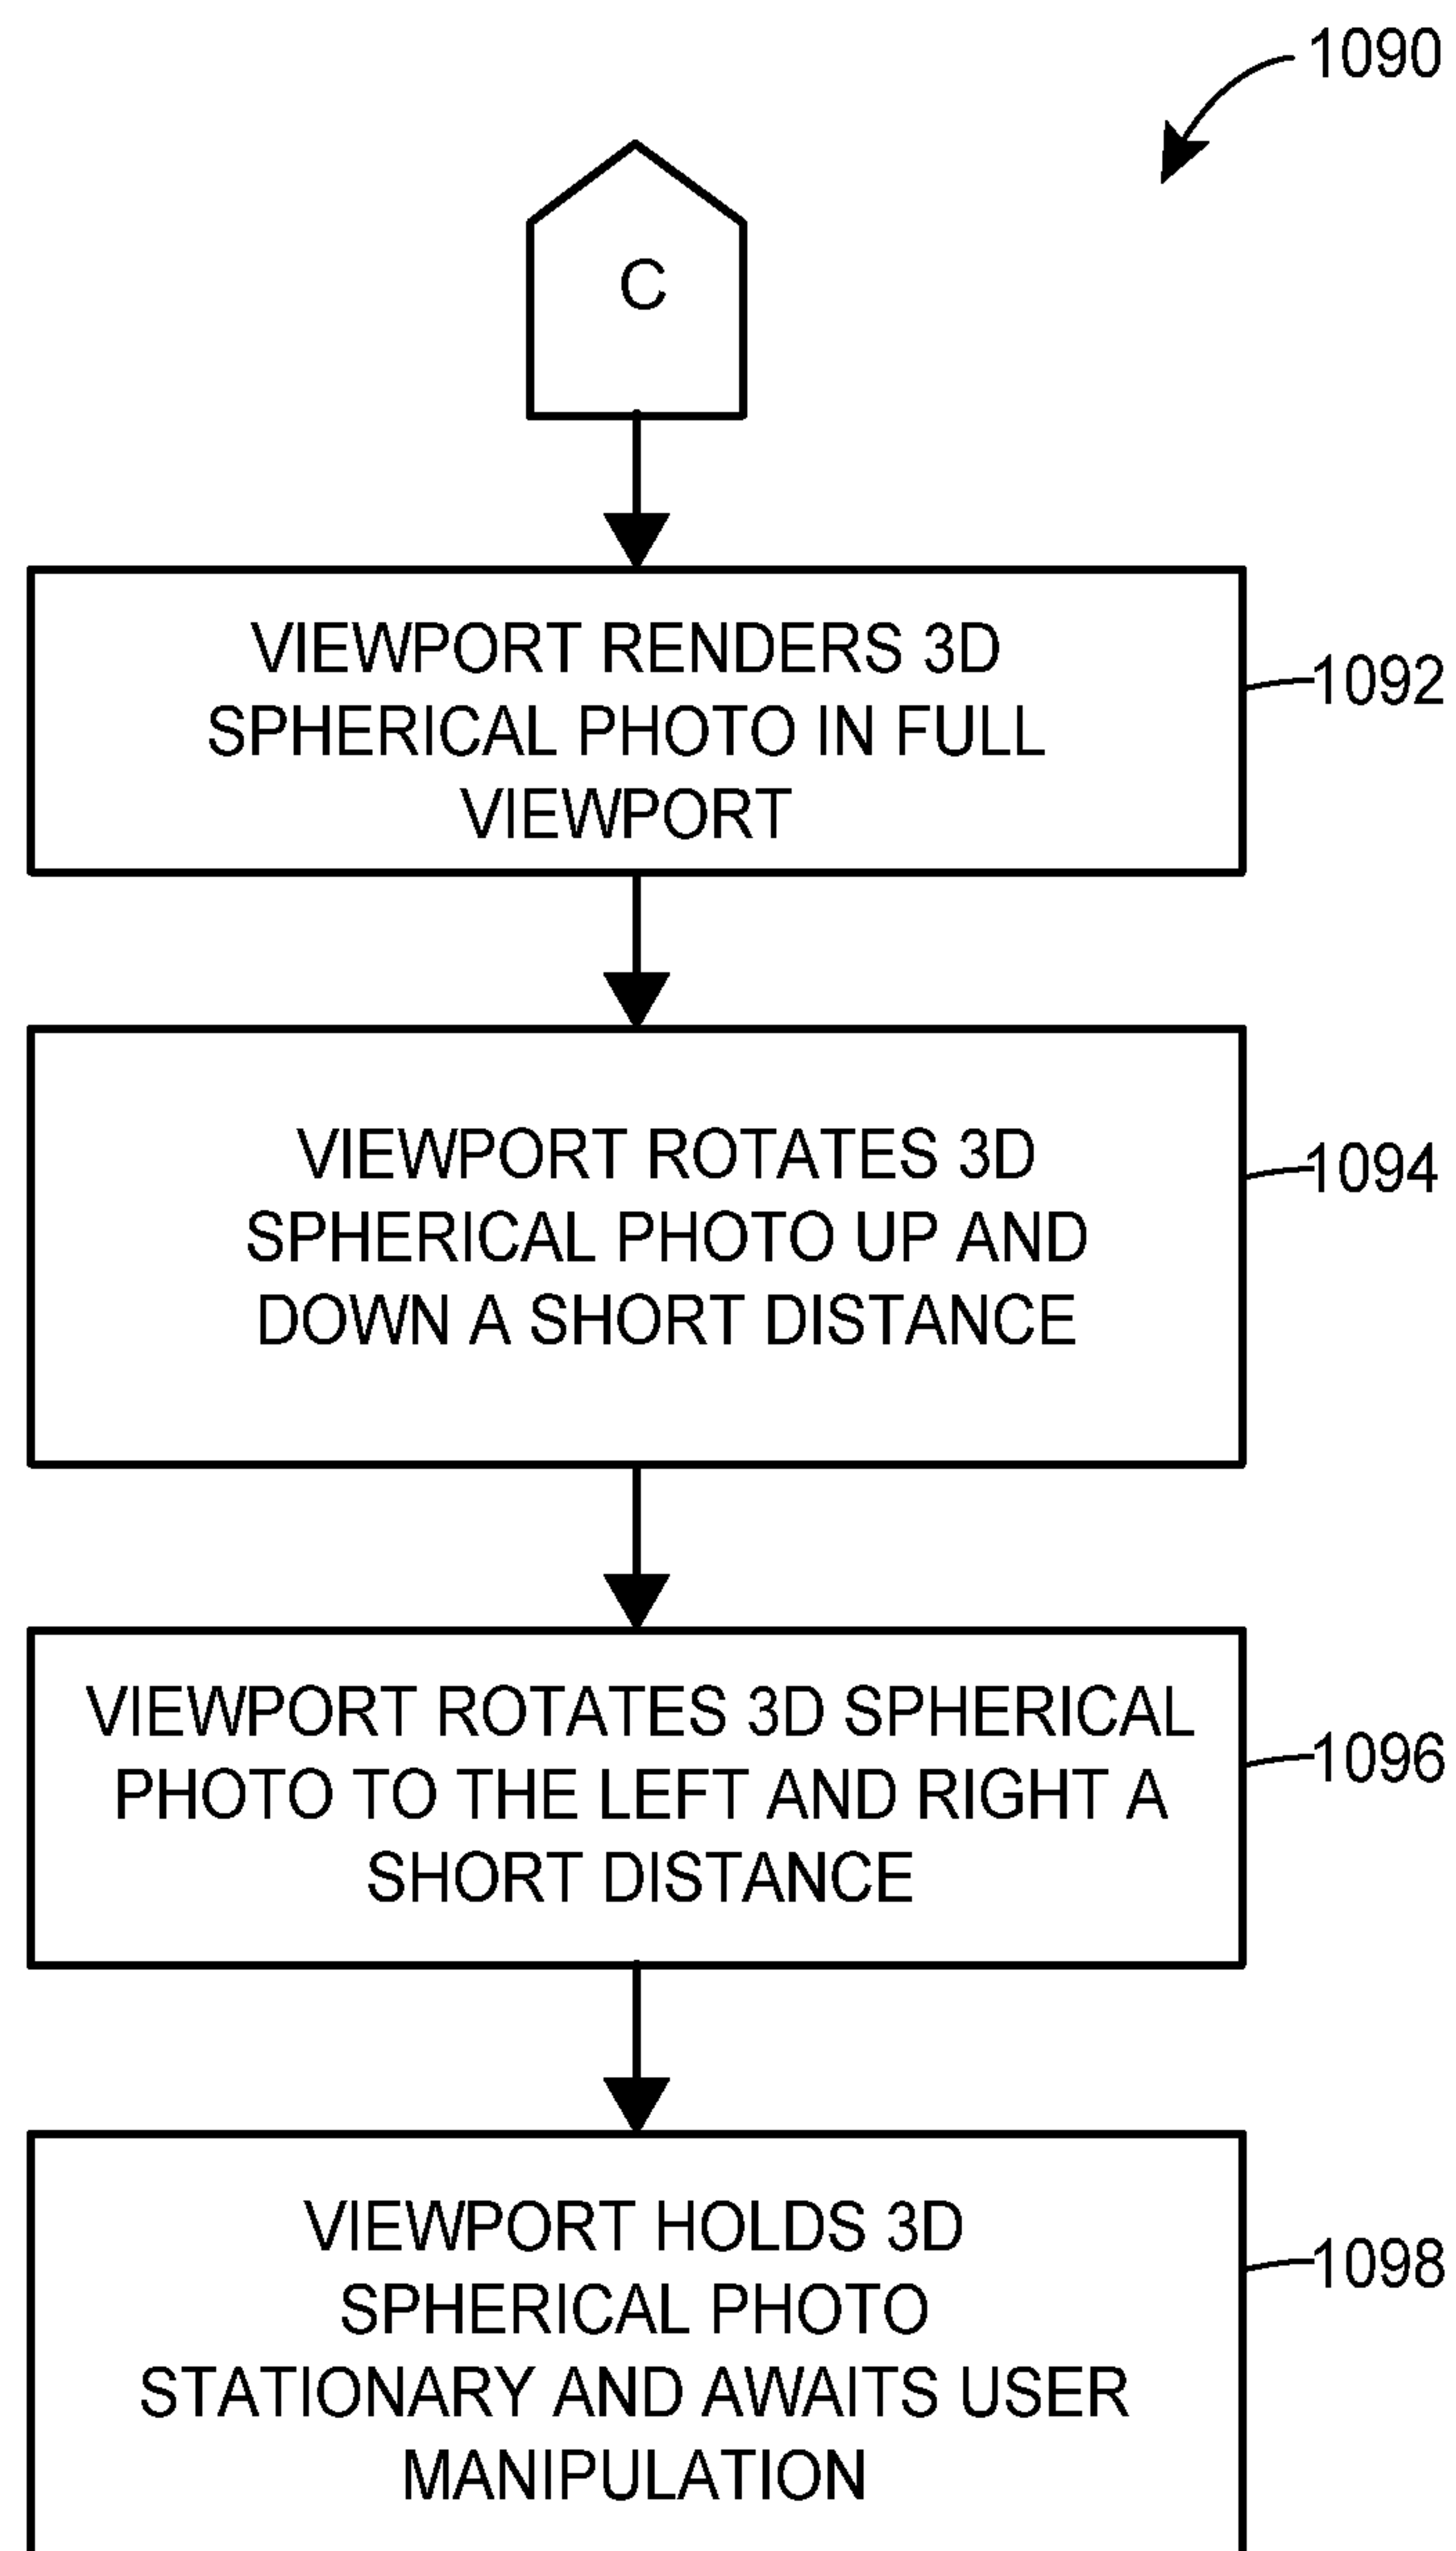 1090
C
VIEWPORT RENDERS 3D
SPHERICAL PHOTO IN FULL
VIEWPORT
1092
VIEWPORT ROTATES 3D
SPHERICAL PHOTO UP AND
DOWN A SHORT DISTANCE
1094
VIEWPORT ROTATES 3D SPHERICAL
PHOTO TO THE LEFT AND RIGHT A
SHORT DISTANCE
1096
VIEWPORT HOLDS 3D
SPHERICAL PHOTO
STATIONARY AND AWAITS USER
MANIPULATION
1098